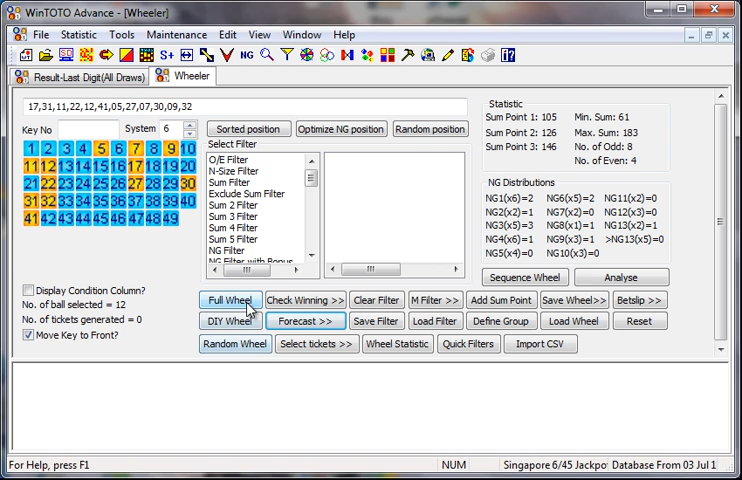 WinTOTO Advance - [Wheeler]
File Statistic Tools Maintenance Edit View Window Help
S+ NG
Result-Last Digit(All Draws) Wheeler
17,31,11,22,12,41,05,27,07,30,09,32
Key No System 6
Sorted position Optimize NG position Random position
1 2 3 4 5 6 7 8 9 10
11 12 13 14 15 16 17 18 19 20
21 22 23 24 25 26 27 28 29 30
31 32 33 34 35 36 37 38 39 40
41 42 43 44 45 46 47 48 49
Select Filter
O/E Filter
N-Size Filter
Sum Filter
Exclude Sum Filter
Sum 2 Filter
Sum 3 Filter
Sum 4 Filter
Sum 5 Filter
NG Filter
NG Filter with Bonus
Statistic
Sum Point 1: 105 Min. Sum: 61
Sum Point 2: 126 Max. Sum: 183
Sum Point 3: 146 No. of Odd: 8
No. of Even: 4
NG Distributions
NG1(x6)=2 NG6(x5)=2 NG11(x2)=0
NG2(x2)=1 NG7(x2)=0 NG12(x3)=0
NG3(x5)=3 NG8(x1)=1 NG13(x2)=1
NG4(x6)=1 NG9(x3)=1 >NG13(x5)=0
NG5(x4)=0 NG10(x3)=0
Sequence Wheel Analyse
Display Condition Column?
No. of ball selected = 12
No. of tickets generated = 0
Move Key to Front?
Full Wheel Check Winning >> Clear Filter M Filter >> Add Sum Point Save Wheel>> Betslip >>
DIY Wheel Forecast >> Save Filter Load Filter Define Group Load Wheel Reset
Random Wheel Select tickets >> Wheel Statistic Quick Filters Import CSV
For Help, press F1 NUM Singapore 6/45 Jackpo Database From 03 Jul 1